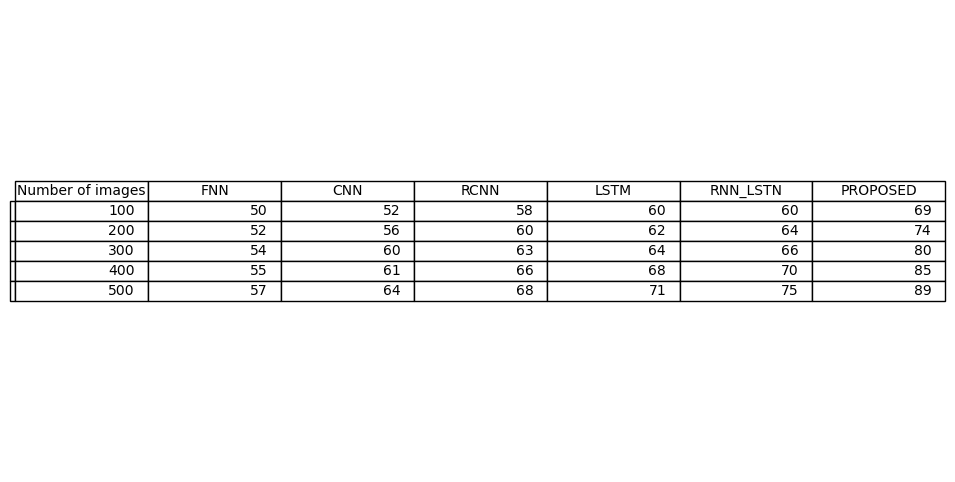 Number of images FNN CNN RCNN LSTM RNN_LSTN PROPOSED
100 50 52 58 60 60 69
200 52 56 60 62 64 74
300 54 60 63 64 66 80
400 55 61 66 68 70 85
500 57 64 68 71 75 89